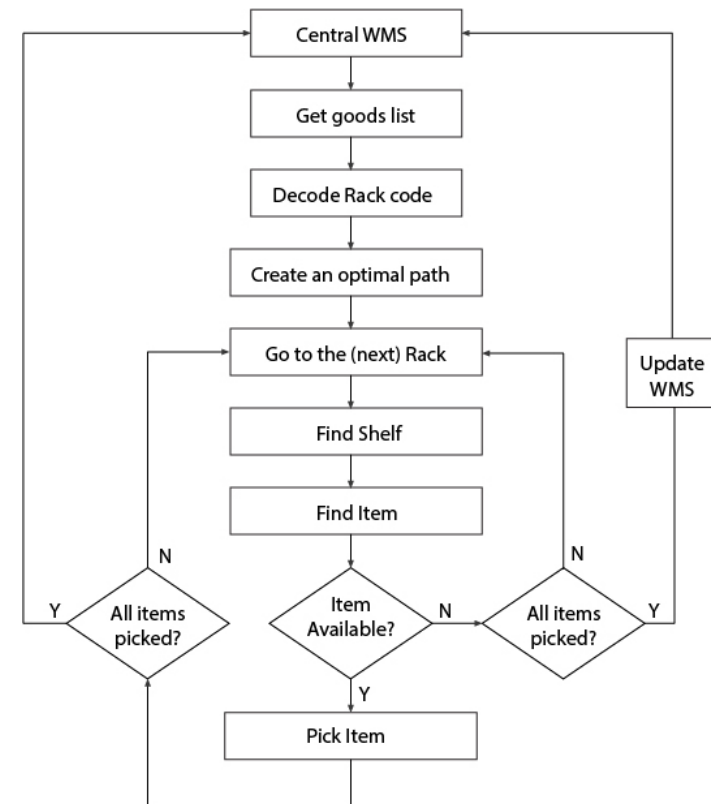 Central WMS
Get goods list
Decode Rack code
Create an optimal path
Go to the (next) Rack
Update
WMS
Find Shelf
Find Item
N
N
Y
All items
picked?
Item
Available?
N
All items
picked?
Y
Y
Pick Item